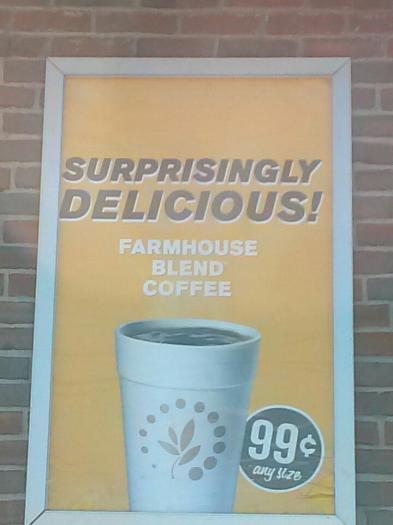 SURPRISINGLY
DELICIOUS!
FARMHOUSE
BLEND
COFFEE
99¢
any size